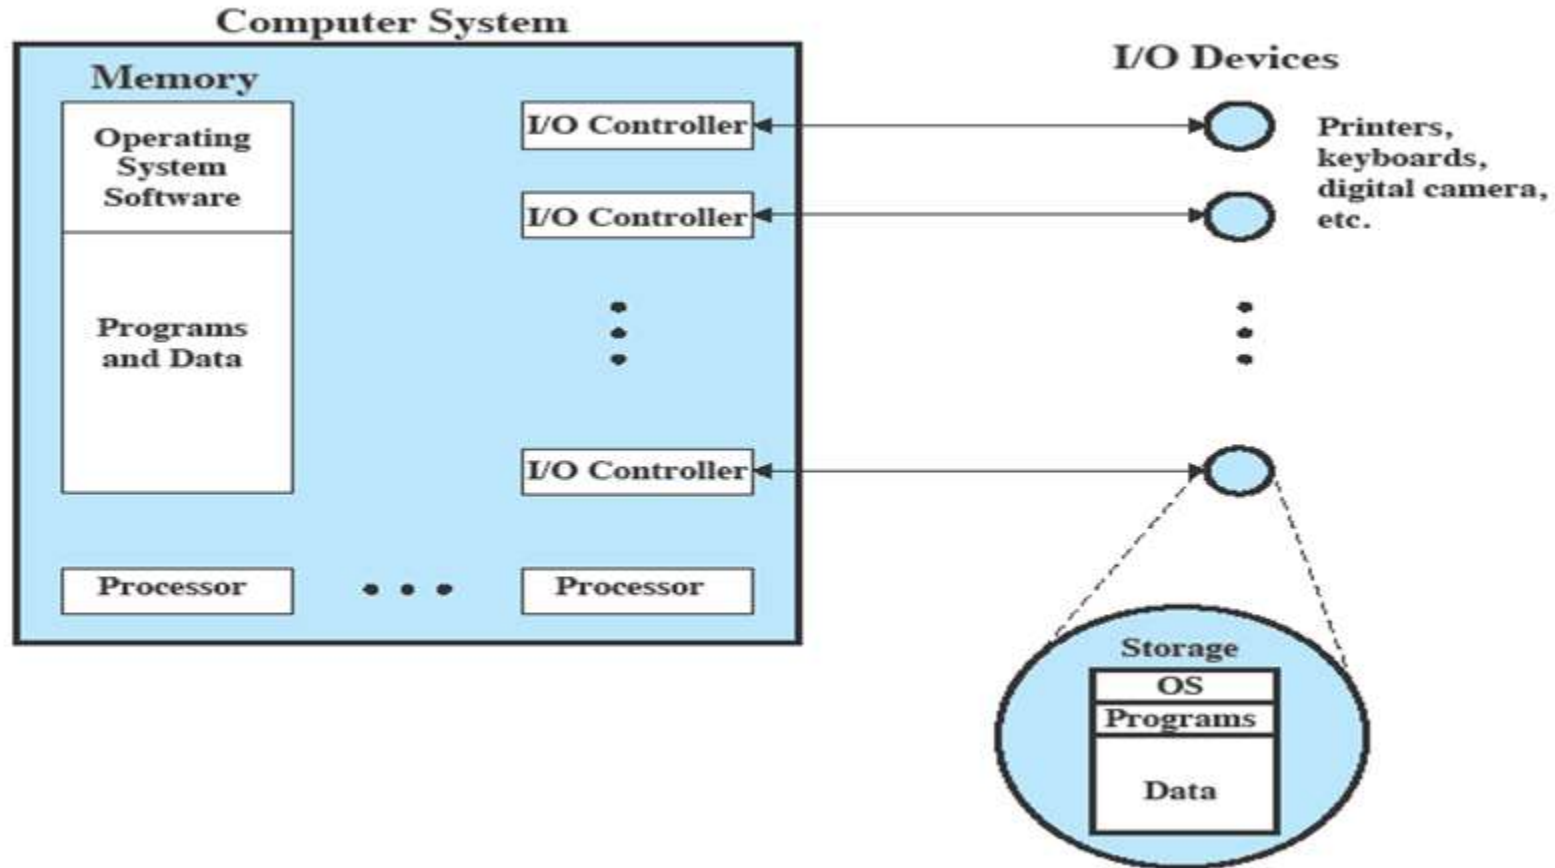 Computer System
Memory
Operating
System
Software
Programs
and Data
I/O Controller
I/O Controller
I/O Controller
Processor
Processor
I/O Devices
Printers,
keyboards,
digital camera,
etc.
Storage
OS
Programs
Data